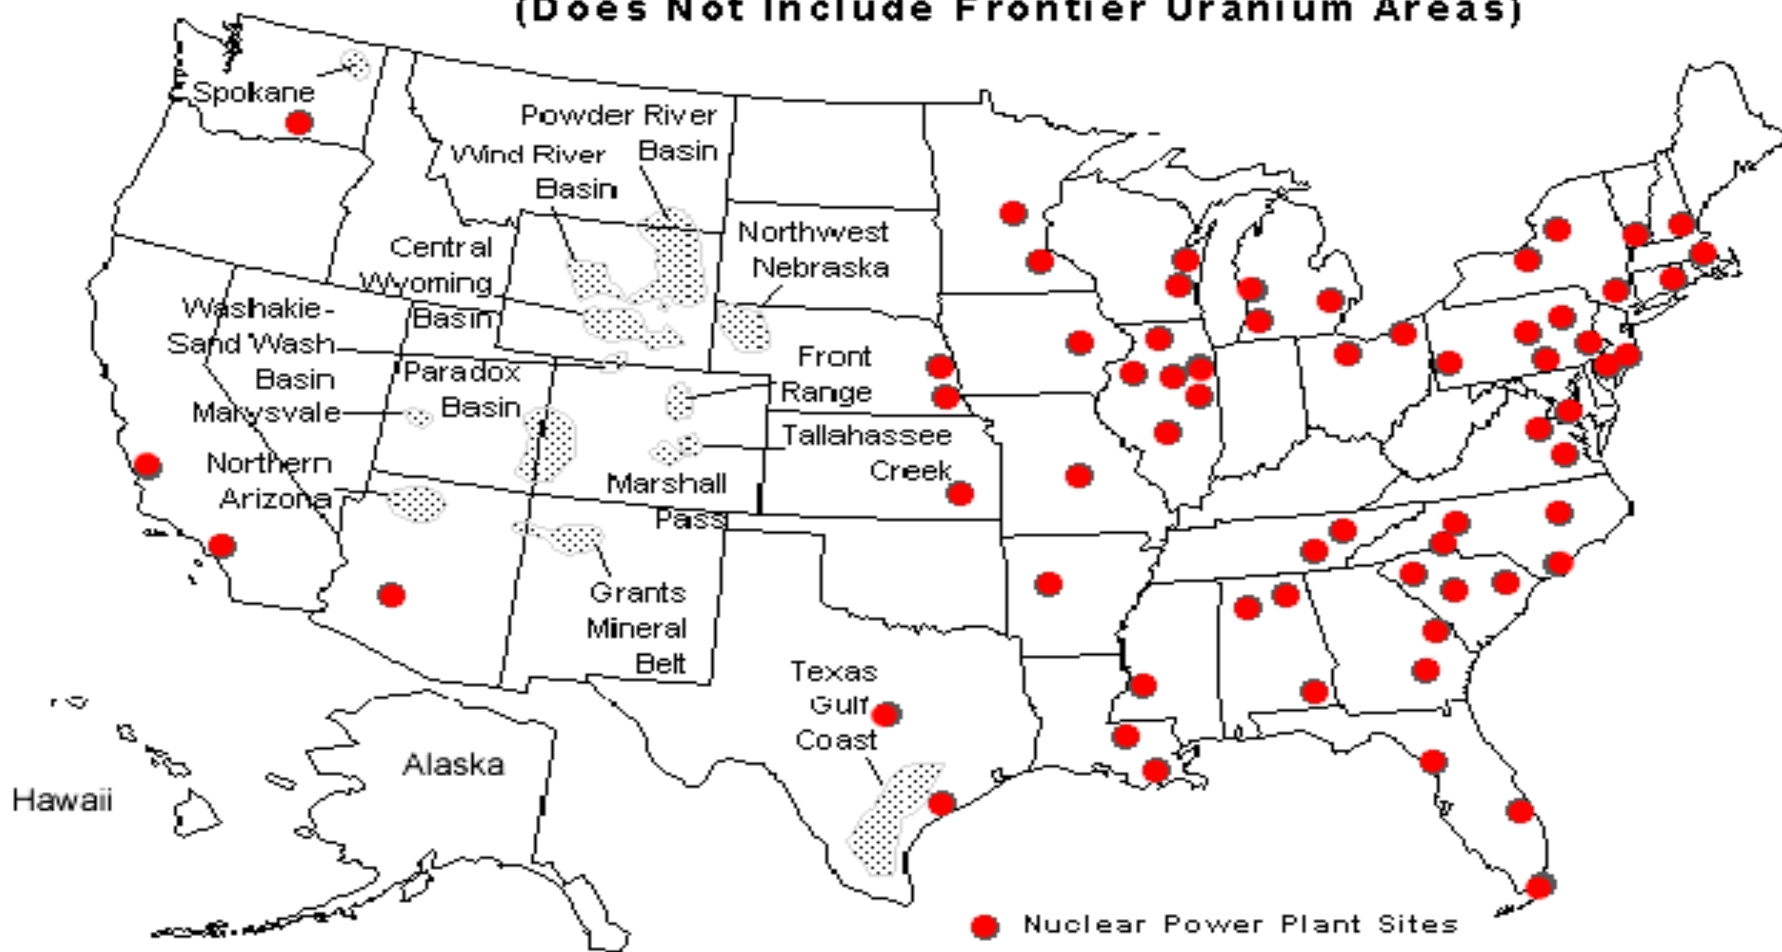 (Does Not Include Frontier Uranium Areas)
Spokane
Powder River
Basin
Wind River
Basin
Central
Wyoming
Basin
Northwest
Nebraska
Washakie-
Sand Wash
Basin
Front
Range
Paradox
Basin
Marysvale
Tallahassee
Creek
Northern
Arizona
Marshall
Pass
Grants
Mineral
Belt
Texas
Gulf
Coast
Alaska
Hawaii
Nuclear Power Plant Sites